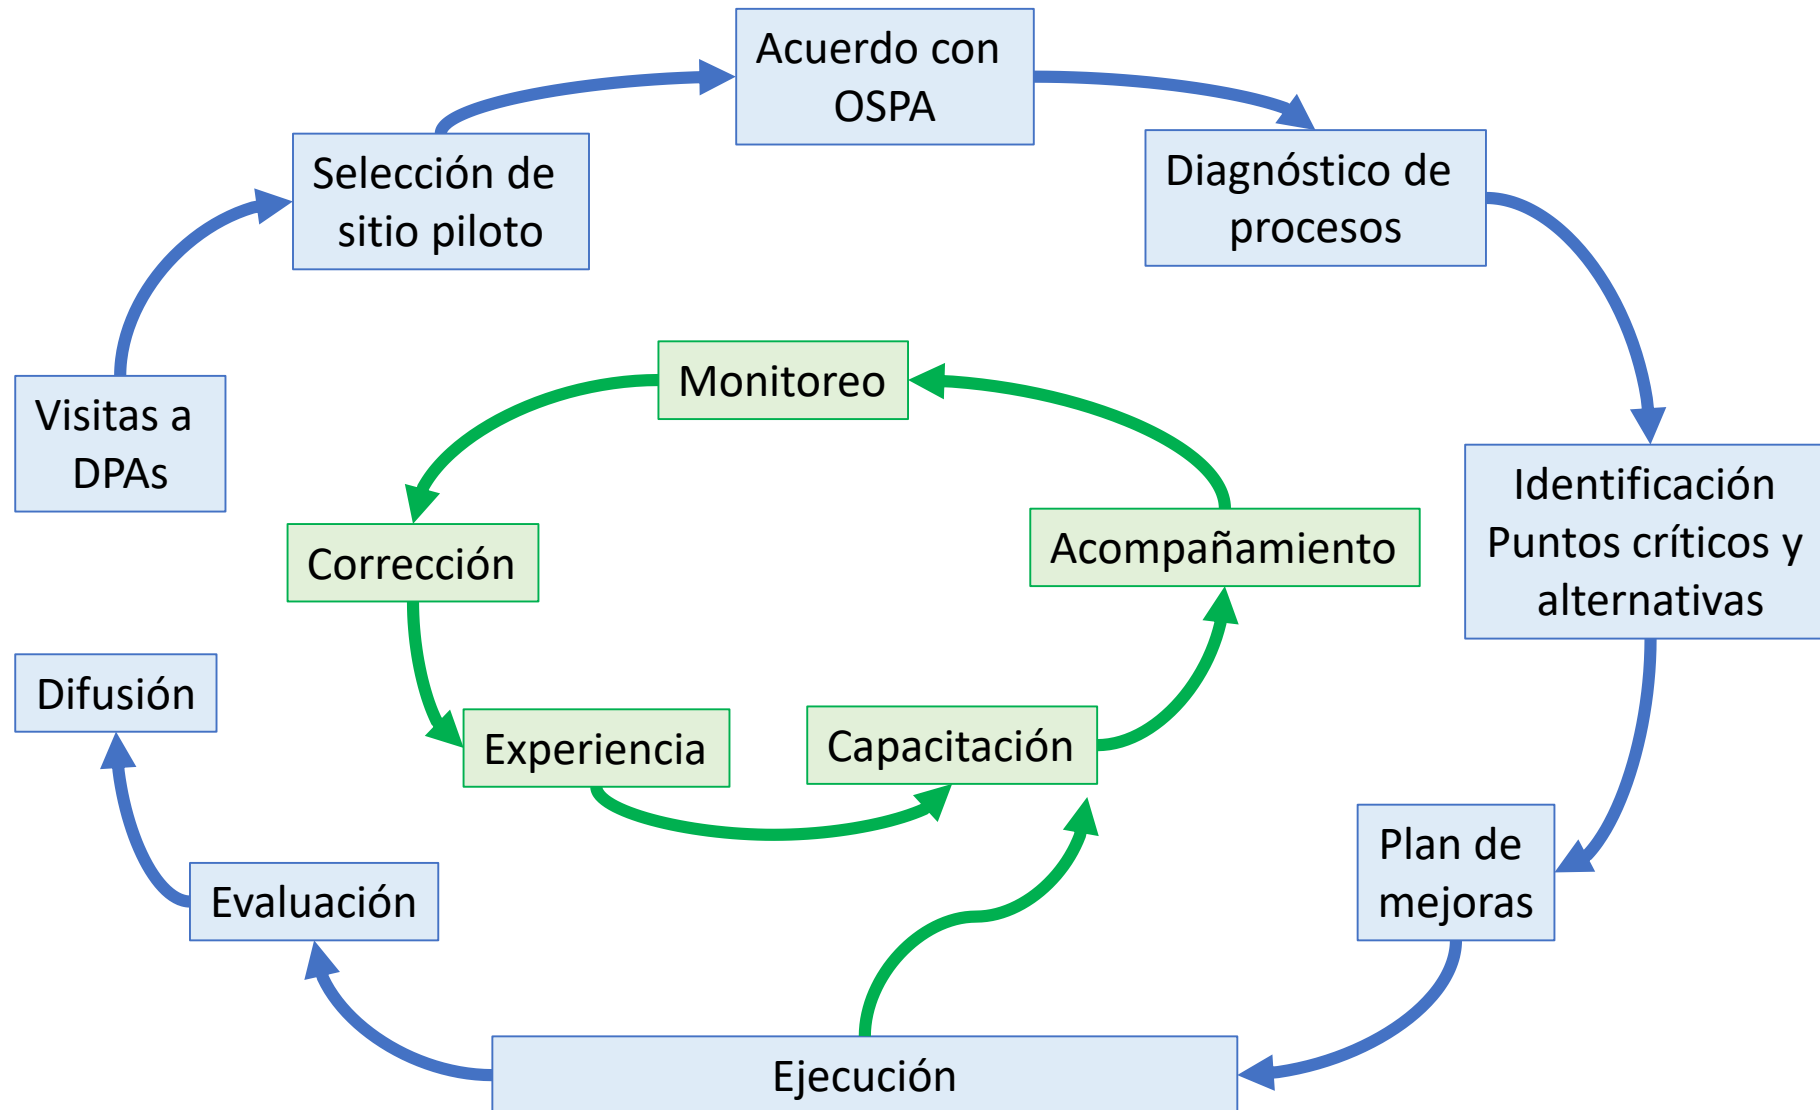 Acuerdo con
OSPA
Selección de
sitio piloto
Diagnóstico de
procesos
Visitas a
DPAs
Monitoreo
Identificación
Puntos críticos y
alternativas
Corrección
Acompañamiento
Difusión
Experiencia
Capacitación
Plan de
mejoras
Evaluación
Ejecución